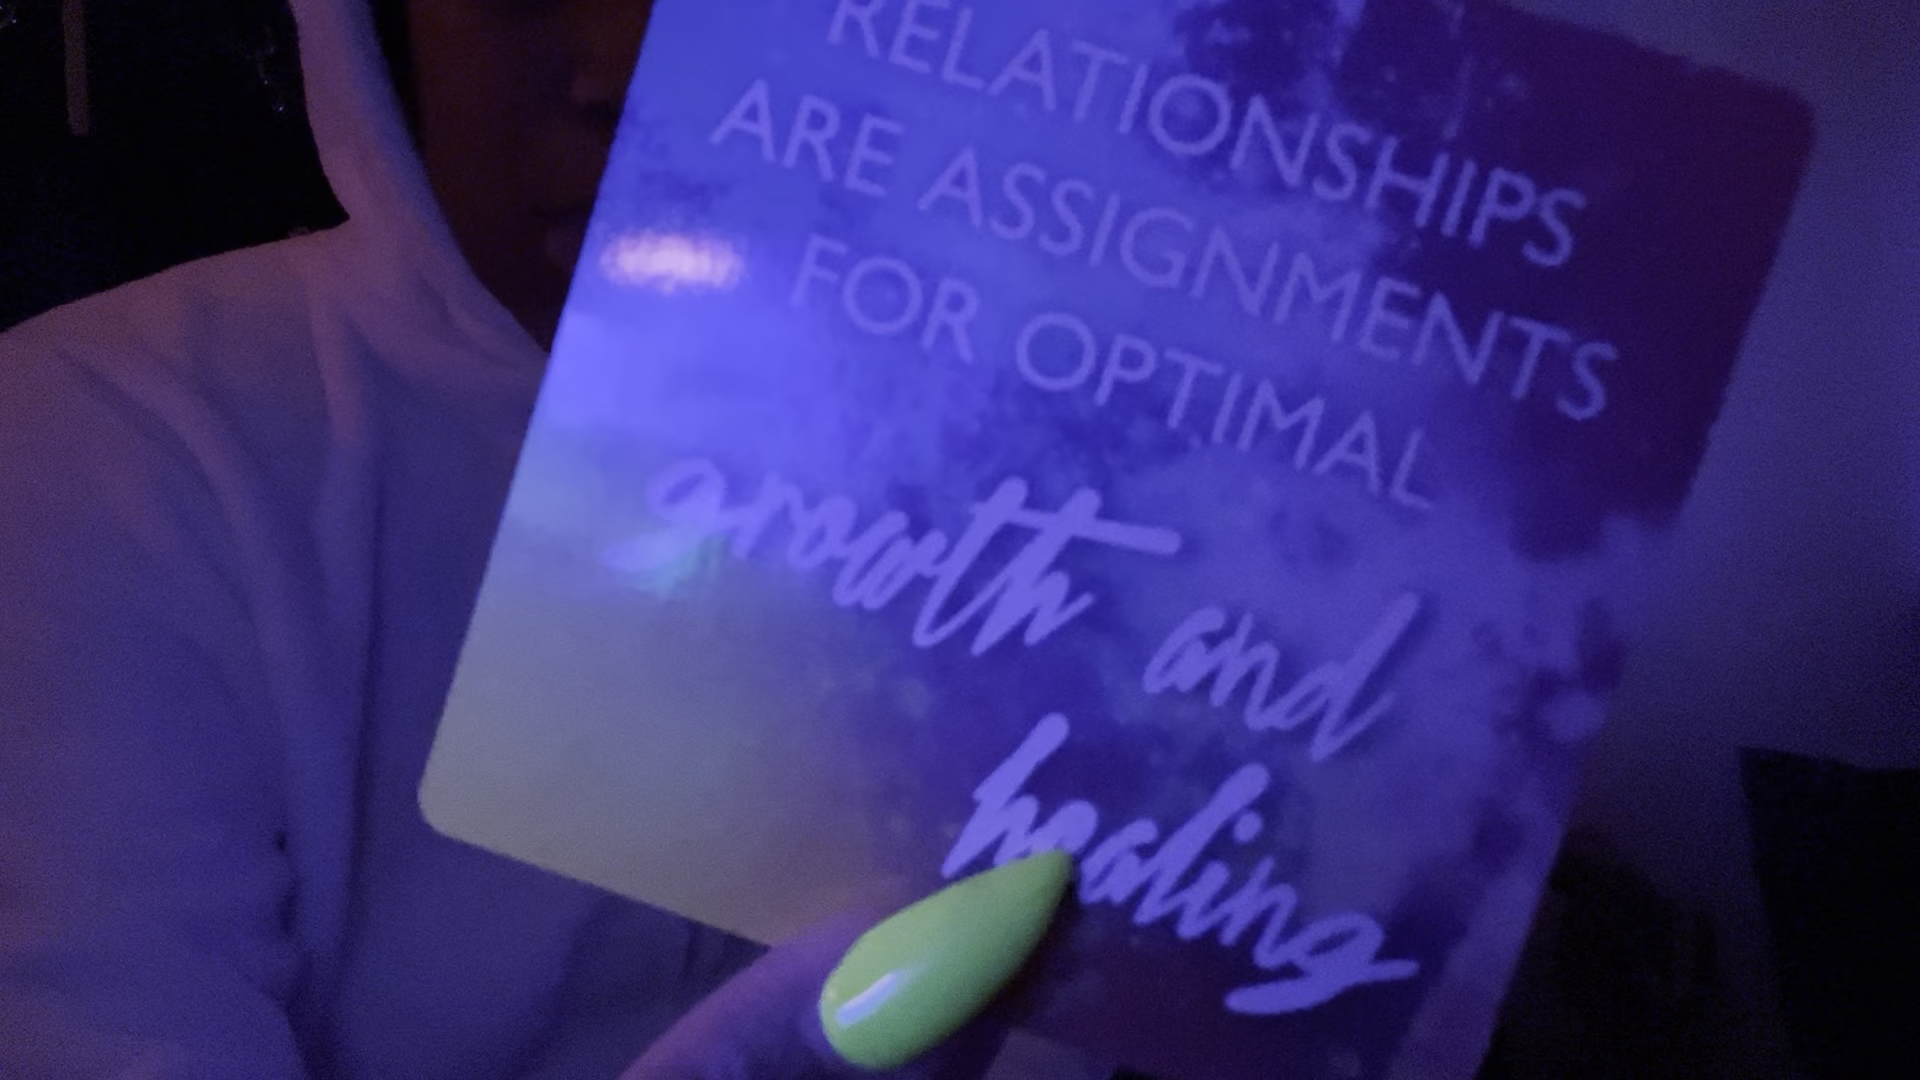 RELATIONSHIPS
ARE ASSIGNMENTS
FOR OPTIMAL
growth and
healing